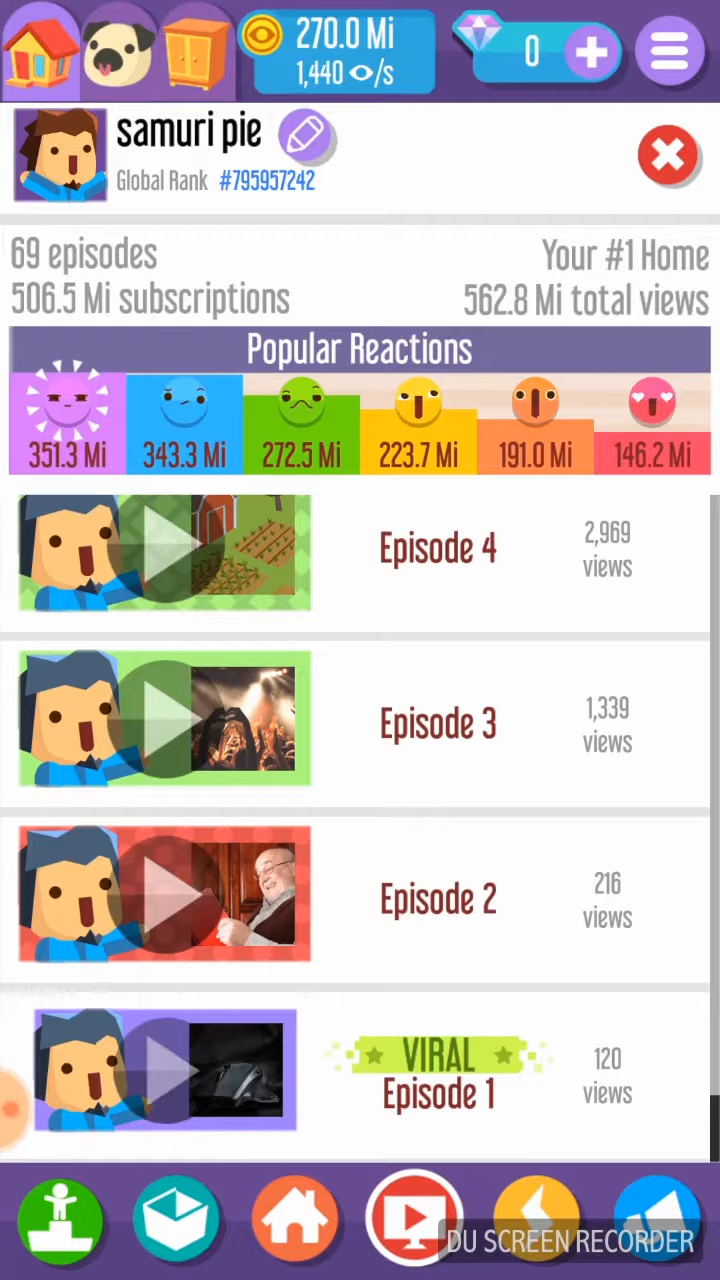 270.0 Mi
1,440 /s
0
samuri pie
Global Rank #795957242
69 episodes
Your #1 Home
506.5 Mi subscriptions
562.8 Mi total views
Popular Reactions
351.3 Mi
343.3 Mi
272.5 Mi
223.7 Mi
191.0 Mi
146.2 Mi
Episode 4
2,969
views
Episode 3
1,339
views
Episode 2
216
views
VIRAL
Episode 1
120
views
DU SCREEN RECORDER